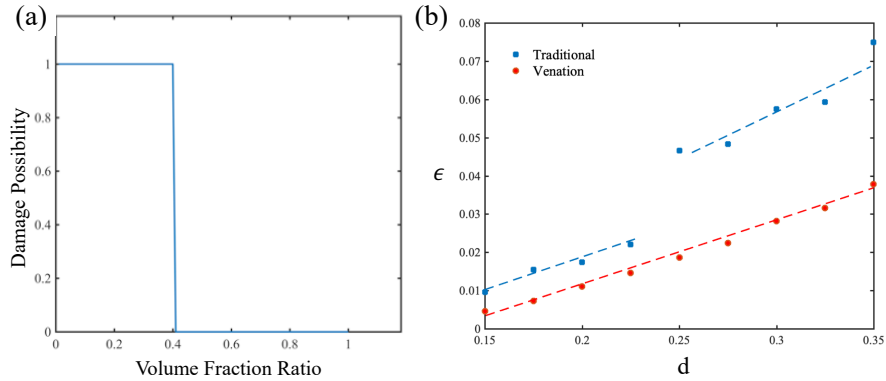 (a)
1
0.8
0.6
0.4
0.2
0
Damage Possibility
0 0.2 0.4 0.6 0.8 1
Volume Fraction Ratio
(b)
0.08
0.07
0.06
0.05
0.04
0.03
0.02
0.01
0
ϵ
Traditional
Venation
0.15 0.2 0.25 0.3 0.35
d